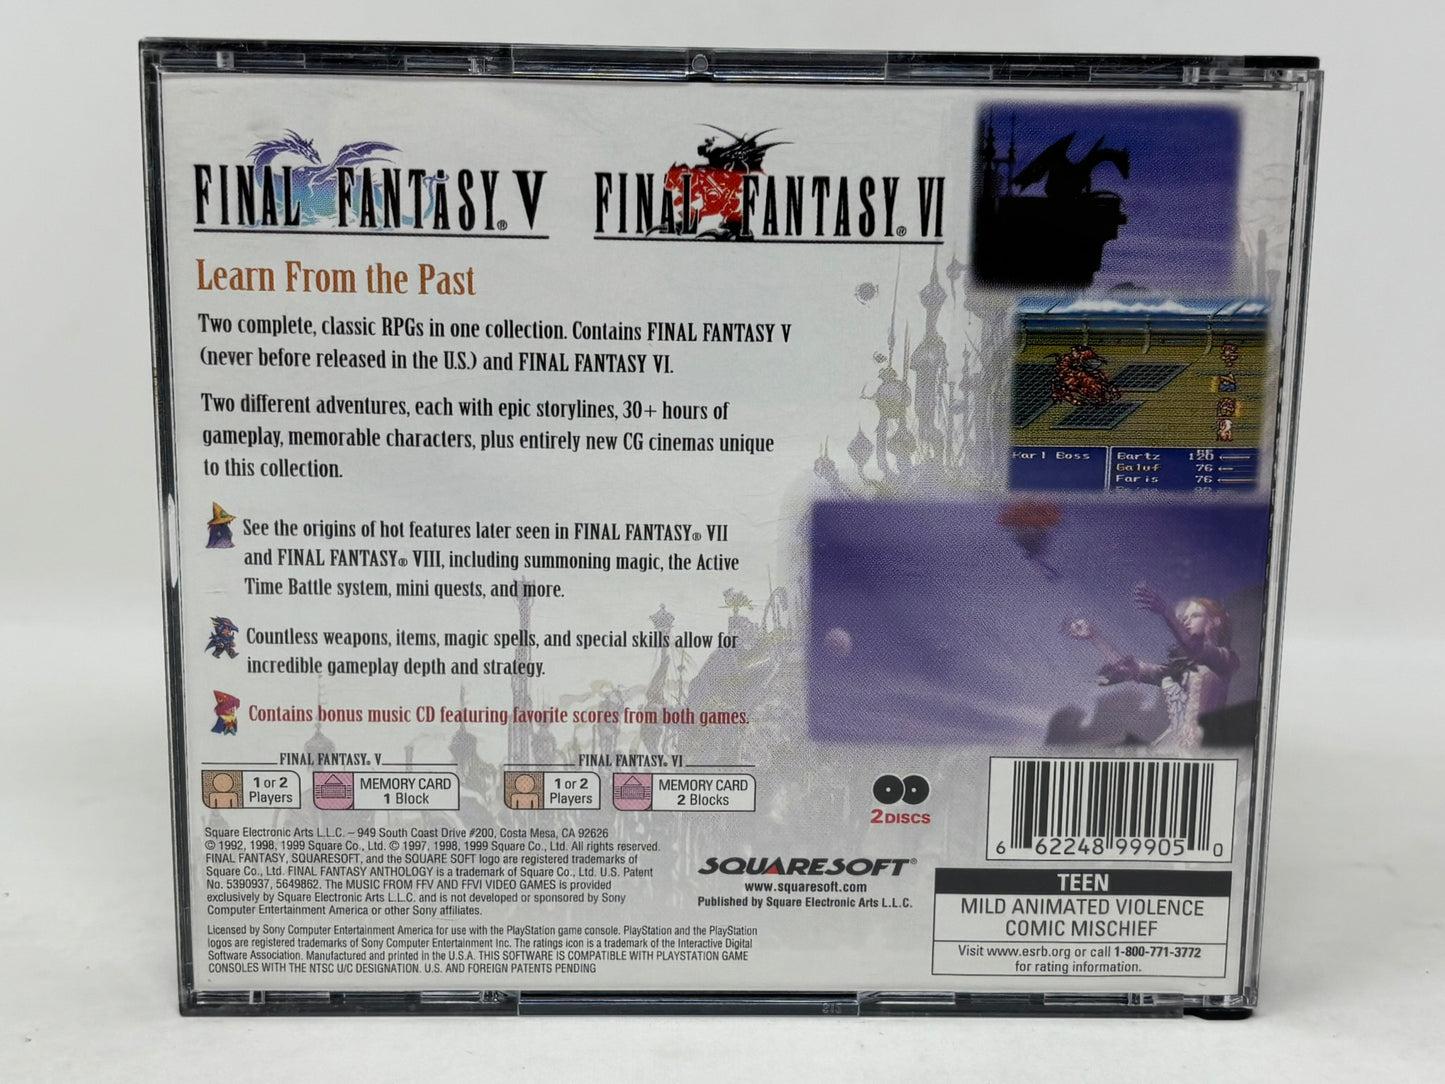 FINAL FANTASY® V
FINAL FANTASY® VI
Learn From the Past
Two complete, classic RPGs in one collection. Contains FINAL FANTASY V
(never before released in the U.S.) and FINAL FANTASY VI.
Two different adventures, each with epic storylines, 30+ hours of
gameplay, memorable characters, plus entirely new CG cinemas unique
to this collection.
See the origins of hot features later seen in FINAL FANTASY® VII
and FINAL FANTASY® VIII, including summoning magic, the Active
Time Battle system, mini quests, and more.
Countless weapons, items, magic spells, and special skills allow for
incredible gameplay depth and strategy.
Contains bonus music CD featuring favorite scores from both games.
Karl Boss
Bartz 120
Galuf 76
Faris 76
FINAL FANTASY® V
1 or 2
Players
MEMORY CARD
1 Block
FINAL FANTASY® VI
1 or 2
Players
MEMORY CARD
2 Blocks
2 DISCS
Square Electronic Arts L.L.C. – 949 South Coast Drive #200, Costa Mesa, CA 92626
© 1992, 1998, 1999 Square Co., Ltd. © 1997, 1998, 1999 Square Co., Ltd. All rights reserved.
FINAL FANTASY, SQUARESOFT, and the SQUARE SOFT logo are registered trademarks of
Square Co., Ltd. FINAL FANTASY ANTHOLOGY is a trademark of Square Co., Ltd. U.S. Patent
No. 5390937, 5649862. The MUSIC FROM FFV AND FFVI VIDEO GAMES is provided
exclusively by Square Electronic Arts L.L.C. and is not developed or sponsored by Sony
Computer Entertainment America or other Sony affiliates.
Licensed by Sony Computer Entertainment America for use with the PlayStation game console. PlayStation and the PlayStation
logos are registered trademarks of Sony Computer Entertainment Inc. The ratings icon is a trademark of the Interactive Digital
Software Association. Manufactured and printed in the U.S.A. THIS SOFTWARE IS COMPATIBLE WITH PLAYSTATION GAME
CONSOLES WITH THE NTSC U/C DESIGNATION. U.S. AND FOREIGN PATENTS PENDING
SQUARESOFT®
www.squaresoft.com
Published by Square Electronic Arts L.L.C.
6 62248 99905 0
TEEN
MILD ANIMATED VIOLENCE
COMIC MISCHIEF
Visit www.esrb.org or call 1-800-771-3772
for rating information.